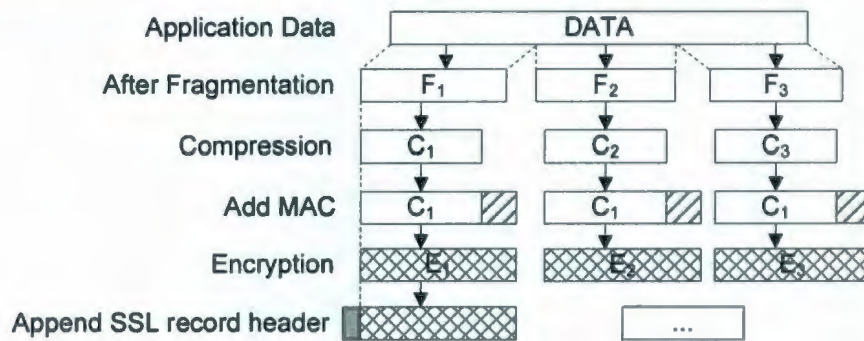 Application Data DATA
After Fragmentation F₁ F₂ F₃
Compression C₁ C₂ C₃
Add MAC C₁ C₁ C₁
Encryption E₁ E₂ E₃
Append SSL record header ...